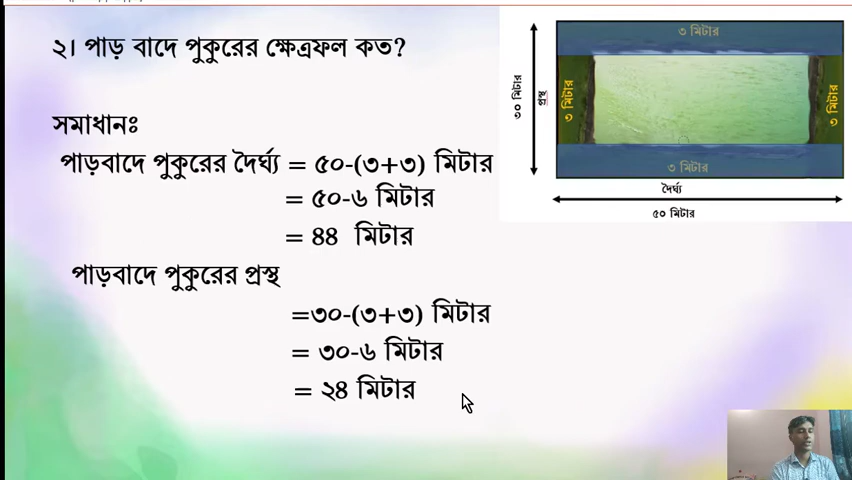 ২। পাড় বাদে পুকুরের ক্ষেত্রফল কত?
সমাধানঃ
পাড়বাদে পুকুরের দৈর্ঘ্য = ৫০-(৩+৩) মিটার
= ৫০-৬ মিটার
= ৪৪ মিটার
পাড়বাদে পুকুরের প্রস্থ
=৩০-(৩+৩) মিটার
= ৩০-৬ মিটার
= ২৪ মিটার
৩ মিটার
৩০ মিটার
প্রস্থ
৩ মিটার
৩ মিটার
৩ মিটার
দৈর্ঘ্য
৫০ মিটার